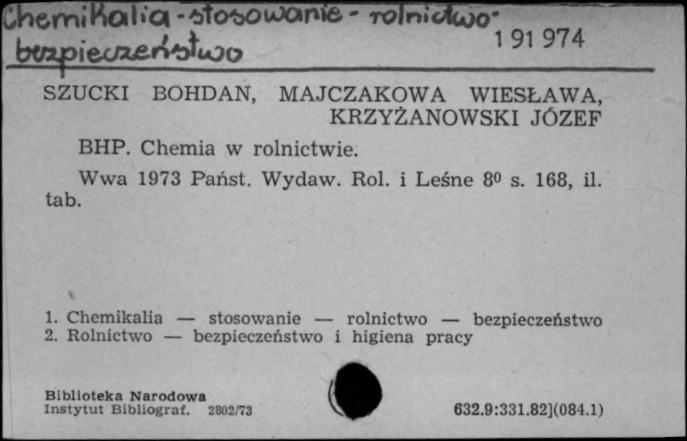 Chemikalia - stosowanie - rolnictwo -
bezpieczeństwo
191 974
SZUCKI BOHDAN, MAJCZAKOWA WIESŁAWA,
KRZYŻANOWSKI JÓZEF
BHP. Chemia w rolnictwie.
Wwa 1973 Państ. Wydaw. Rol. i Leśne 8⁰ s. 168, il.
tab.
1. Chemikalia — stosowanie — rolnictwo — bezpieczeństwo
2. Rolnictwo — bezpieczeństwo i higiena pracy
Biblioteka Narodowa
Instytut Bibliograf. 2802/73
632.9:331.82](084.1)